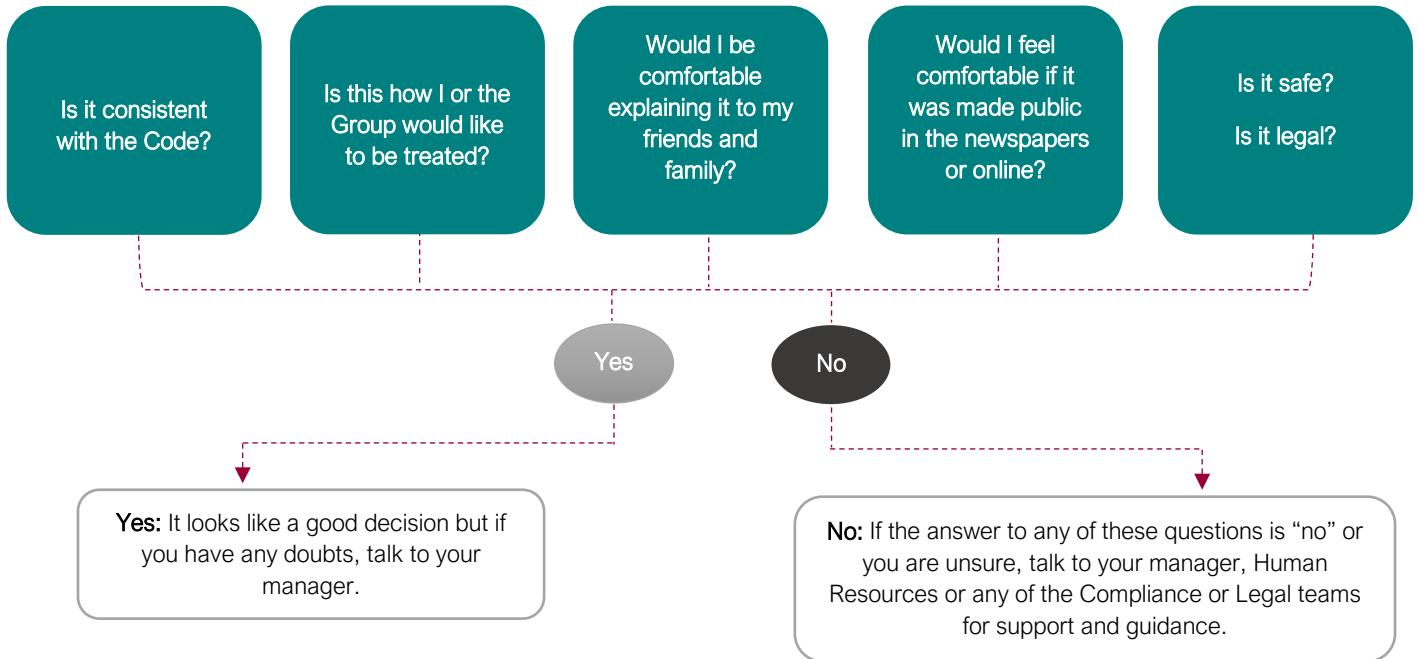 Is it consistent
with the Code?
Is this how I or the
Group would like
to be treated?
Would I be
comfortable
explaining it to my
friends and
family?
Would I feel
comfortable if it
was made public
in the newspapers
or online?
Is it safe?
Is it legal?
Yes
No
Yes: It looks like a good decision but if
you have any doubts, talk to your
manager.
No: If the answer to any of these questions is “no” or
you are unsure, talk to your manager, Human
Resources or any of the Compliance or Legal teams
for support and guidance.